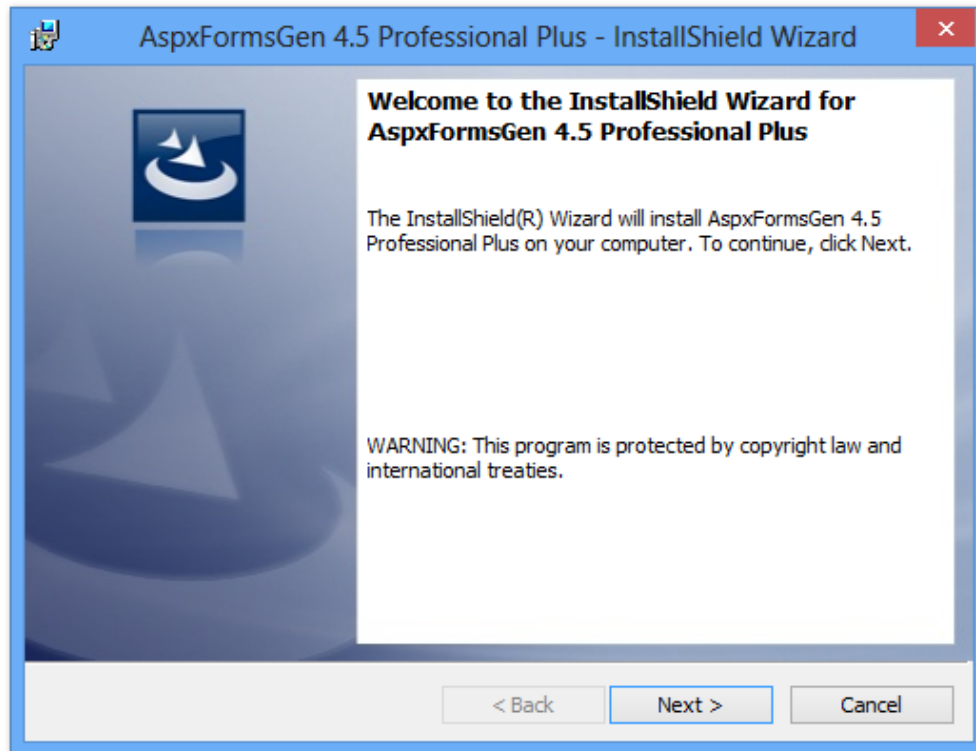 AspxFormsGen 4.5 Professional Plus - InstallShield Wizard
Welcome to the InstallShield Wizard for
AspxFormsGen 4.5 Professional Plus
The InstallShield(R) Wizard will install AspxFormsGen 4.5
Professional Plus on your computer. To continue, click Next.
WARNING: This program is protected by copyright law and
international treaties.
< Back Next > Cancel